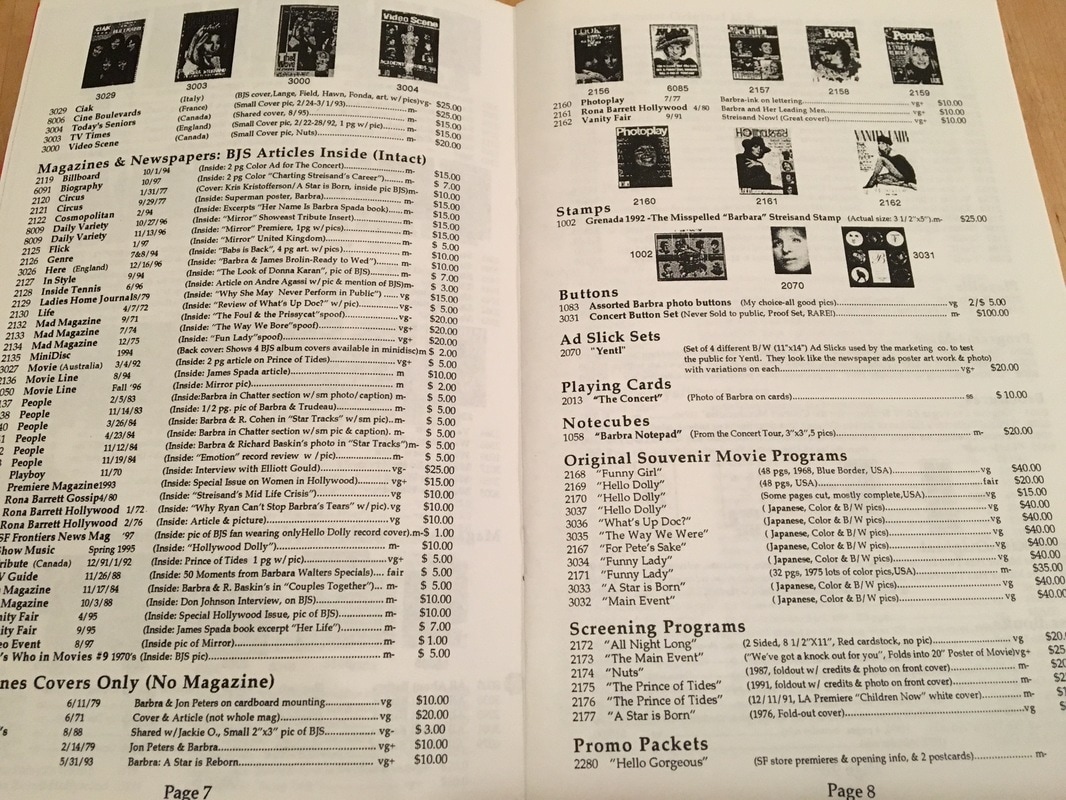 3029
3003
3000
3004
3029 Ciak (Italy) (BJS cover,Lange, Field, Hawn, Fonda, art. w/pics)vg- $25.00
8006 Cine Boulevards (France) (Small Cover pic, 2/24-3/1/93)........m- $25.00
3004 Today's Seniors (Canada) (Shared cover, 8/95)........m- $15.00
3003 TV Times (England) (Small Cover pic, 2/22-28/92, 1 pg w/pic)........m- $15.00
3000 Video Scene (Canada) (Small Cover pic, Nuts)........m- $20.00
Magazines & Newspapers: BJS Articles Inside (Intact)
2119 Billboard 10/1/94 (Inside: 2 pg Color Ad for The Concert)........m- $15.00
6091 Biography 10/97 (Inside: 2 pg Color "Charting Streisand's Career")........m- $ 7.00
2120 Circus 1/31/77 (Cover: Kris Kristofferson/A Star is Born, inside pic BJS)m- $10.00
2121 Circus 9/29/77 (Inside: Superman poster, Barbra)........m- $15.00
2122 Cosmopolitan 2/94 (Inside: Excerpts "Her Name Is Barbra Spada book)........m- $15.00
8009 Daily Variety 10/27/96 (Inside: "Mirror" Showeast Tribute Insert)........m- $15.00
8009 Daily Variety 11/13/96 (Inside: "Mirror" Premiere, 1pg w/pic)........m- $15.00
2125 Flick 1/97 (Inside: "Mirror" United Kingdom)........m- $ 5.00
2126 Genre 7&8/94 (Inside: "Babs is Back", 4 pg art. w/pics)........m- $10.00
3026 Here (England) 12/16/96 (Inside: "Barbra & James Brolin-Ready to Wed")........m- $10.00
2127 In Style 9/94 (Inside: "The Look of Donna Karan", pic of BJS)........m- $ 7.00
2128 Inside Tennis 6/96 (Inside: Article on Andre Agassi w/pic & mention of BJS)m- $ 3.00
2129 Ladies Home Journal 8/79 (Inside: "Why She May Never Perform in Public")........vg $15.00
2130 Life 4/7/72 (Inside: "Review of What's Up Doc?" w/pic)........vg- $ 5.00
2132 Mad Magazine 9/71 (Inside: "The Foul & the Prissycat"spoof)........vg- $20.00
2133 Mad Magazine 7/74 (Inside: "The Way We Bore"spoof)........vg+ $20.00
2134 Mad Magazine 12/75 (Inside: "Fun Lady"spoof)........vg+ $20.00
2135 MiniDisc 1994 (Back cover: Shows 4 BJS album covers available in minidisc)m $ 2.00
3027 Movie (Australia) 3/4/92 (Inside: 2 pg article on Prince of Tides)........vg+ $ 5.00
2136 Movie Line 8/94 (Inside: James Spada article)........m $10.00
050 Movie Line Fall '96 (Inside: Mirror pic)........m $ 2.00
137 People 2/5/83 (Inside:Barbra in Chatter section w/sm photo/caption) m- $ 5.00
38 People 11/14/83 (Inside: 1/2 pg. pic of Barbra & Trudeau)........m- $ 5.00
People 3/26/84 (Inside: Barbra & R. Cohen in "Star Tracks" w/sm pic)..m- $ 5.00
People 4/23/84 (Inside: Barbra in Chatter section w/sm pic & caption). m- $ 5.00
People 11/12/84 (Inside: Barbra & Richard Baskin's photo in "Star Tracks")m- $ 5.00
People 11/19/84 (Inside: "Emotion" record review w/pic)........m- $ 5.00
Playboy 11/70 (Inside: Interview with Elliott Gould)........vg- $25.00
Premiere Magazine1993 (Inside: Special Issue on Women in Hollywood)........vg+ $15.00
Rona Barrett Gossip4/80 (Inside: "Streisand's Mid Life Crisis")........vg $10.00
Rona Barrett Hollywood 1/72 (Inside: "Why Ryan Can't Stop Barbra's Tears" w/pic).vg $10.00
Rona Barrett Hollywood 2/76 (Inside: Article & picture)........vg $10.00
SF Frontiers News Mag '97 (Inside: pic of BJS fan wearing onlyHello Dolly record cover).m-$ 1.00
Show Music Spring 1995 (Inside: "Hollywood Dolly")........m- $10.00
ribute (Canada) 12/91/1/92 (Inside: Prince of Tides 1 pg w/pic)........vg+ $ 5.00
V Guide 11/26/88 (Inside: 50 Moments from Barbara Walters Specials).... fair $ 5.00
Magazine 11/17/84 (Inside: Barbra & R. Baskin's in "Couples Together")... m- $ 5.00
Magazine 10/3/88 (Inside: Don Johnson Interview, on BJS)........m- $10.00
nity Fair 4/95 (Inside: Special Hollywood Issue, pic of BJS)........m- $10.00
ity Fair 9/95 (Inside: James Spada book excerpt "Her Life")........m- $ 7.00
eo Event 8/97 (Inside pic of Mirror)........m- $ 1.00
's Who in Movies #9 1970's (Inside: BJS pic)........m- $ 5.00
nes Covers Only (No Magazine)
6/11/79 Barbra & Jon Peters on cardboard mounting........vg $10.00
6/71 Cover & Article (not whole mag)........vg $20.00
's 8/88 Shared w/Jackie O., Small 2"x3" pic of BJS........vg- $ 3.00
2/14/79 Jon Peters & Barbra........vg+ $10.00
5/31/93 Barbra: A Star is Reborn........vg+ $10.00
Page 7
2156
6085
2157
2158
2159
2160 Photoplay 7/77 Barbra-ink on lettering........vg+ $10.00
2161 Rona Barrett Hollywood 4/80 Barbra and Her Leading Men........vg+ $10.00
2162 Vanity Fair 9/91 Streisand Now! (Great cover!)........vg+ $10.00
2160
2161
2162
Stamps
1002 Grenada 1992 -The Misspelled "Barbara" Streisand Stamp (Actual size: 3 1/2"x5").m- $25.00
1002
2070
3031
Buttons
1083 Assorted Barbra photo buttons (My choice-all good pics)........vg 2/$ 5.00
3031 Concert Button Set (Never Sold to public, Proof Set, RARE!)........m- $100.00
Ad Slick Sets
2070 "Yentl" (Set of 4 different B/W (11"x14") Ad Slicks used by the marketing co. to test
the public for Yentl. They look like the newspaper ads poster art work & photo)
with variations on each........vg+ $20.00
Playing Cards
2013 "The Concert" (Photo of Barbra on cards)........ss $ 10.00
Notecubes
1058 "Barbra Notepad" (From the Concert Tour, 3"x3",5 pics)........m- $20.00
Original Souvenir Movie Programs
2168 "Funny Girl" (48 pgs, 1968, Blue Border, USA)........vg $40.00
2169 "Hello Dolly" (48 pgs, USA)........fair $20.00
2170 "Hello Dolly" (Some pages cut, mostly complete,USA)........vg $15.00
3037 "Hello Dolly" ( Japanese, Color & B/W pics)........m- $40.00
3036 "What's Up Doc?" (Japanese, Color & B/W pics)........m- $40.00
3035 "The Way We Were" ( Japanese, Color & B/W pics)........m- $40.00
2167 "For Pete's Sake" (Japanese, Color & B/W pics)........m- $40.00
3034 "Funny Lady" ( Japanese, Color & B/W pics)........m- $40.00
2171 "Funny Lady" (32 pgs, 1975 lots of color pics,USA)........m- $35.00
3033 "A Star is Born" ( Japanese, Color & B/W pics)........m- $40.00
3032 "Main Event" ( Japanese, Color & B/W pics)........m- $40.00
Screening Programs
2172 "All Night Long" (2 Sided, 8 1/2"X11", Red cardstock, no pic)........vg $20.
2173 "The Main Event" ("We've got a knock out for you", Folds into 20" Poster of Movie)vg+ $25
2174 "Nuts" (1987, foldout w/ credits & photo on front cover)........m-
2175 "The Prince of Tides" (1991, foldout w/ credits & photo on front cover)........m-
2176 "The Prince of Tides" (12/11/91, LA Premiere "Children Now" white cover)........m-
2177 "A Star is Born" (1976, Fold-out cover)........vg
Promo Packets
2280 "Hello Gorgeous" (SF store premieres & opening info, & 2 postcards)........m-
Page 8